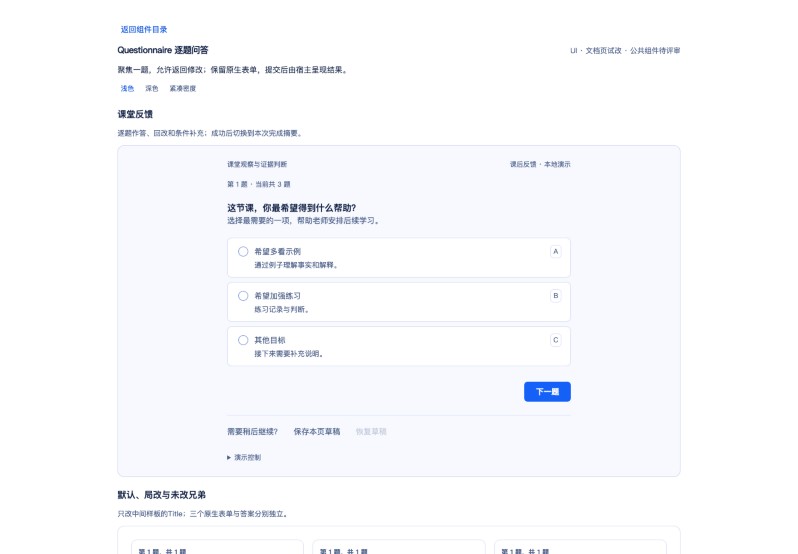 返回组件目录
Questionnaire 逐题问答
UI · 文档页试改 · 公共组件待评审
聚焦一题，允许返回修改；保留原生表单，提交后由宿主呈现结果。
浅色 深色 紧凑密度
课堂反馈
逐题作答、回改和条件补充；成功后切换到本次完成摘要。
课堂观察与证据判断
课后反馈 · 本地演示
第 1 题 · 当前共 3 题
这节课，你最希望得到什么帮助？
选择最需要的一项，帮助老师安排后续学习。
希望多看示例 A
通过例子理解事实和解释。
希望加强练习 B
练习记录与判断。
其他目标 C
接下来需要补充说明。
下一题
需要稍后继续？ 保存本页草稿 恢复草稿
▶ 演示控制
默认、局改与未改兄弟
只改中间样板的Title；三个原生表单与答案分别独立。
第 1 题，共 1 题 第 1 题，共 1 题 第 1 题，共 1 题